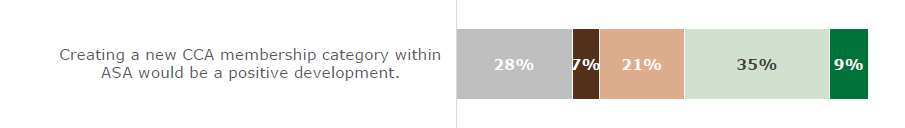 Creating a new CCA membership category within
ASA would be a positive development.
28% 7% 21% 35% 9%